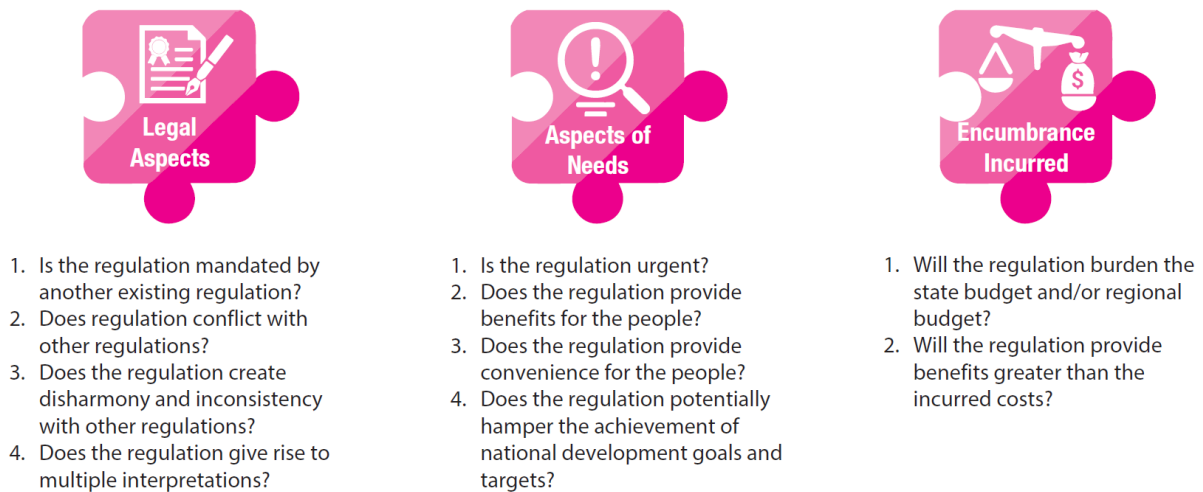 Legal
Aspects
1. Is the regulation mandated by
another existing regulation?
2. Does regulation conflict with
other regulations?
3. Does the regulation create
disharmony and inconsistency
with other regulations?
4. Does the regulation give rise to
multiple interpretations?
Aspects of
Needs
1. Is the regulation urgent?
2. Does the regulation provide
benefits for the people?
3. Does the regulation provide
convenience for the people?
4. Does the regulation potentially
hamper the achievement of
national development goals and
targets?
$
Encumbrance
Incurred
1. Will the regulation burden the
state budget and/or regional
budget?
2. Will the regulation provide
benefits greater than the
incurred costs?